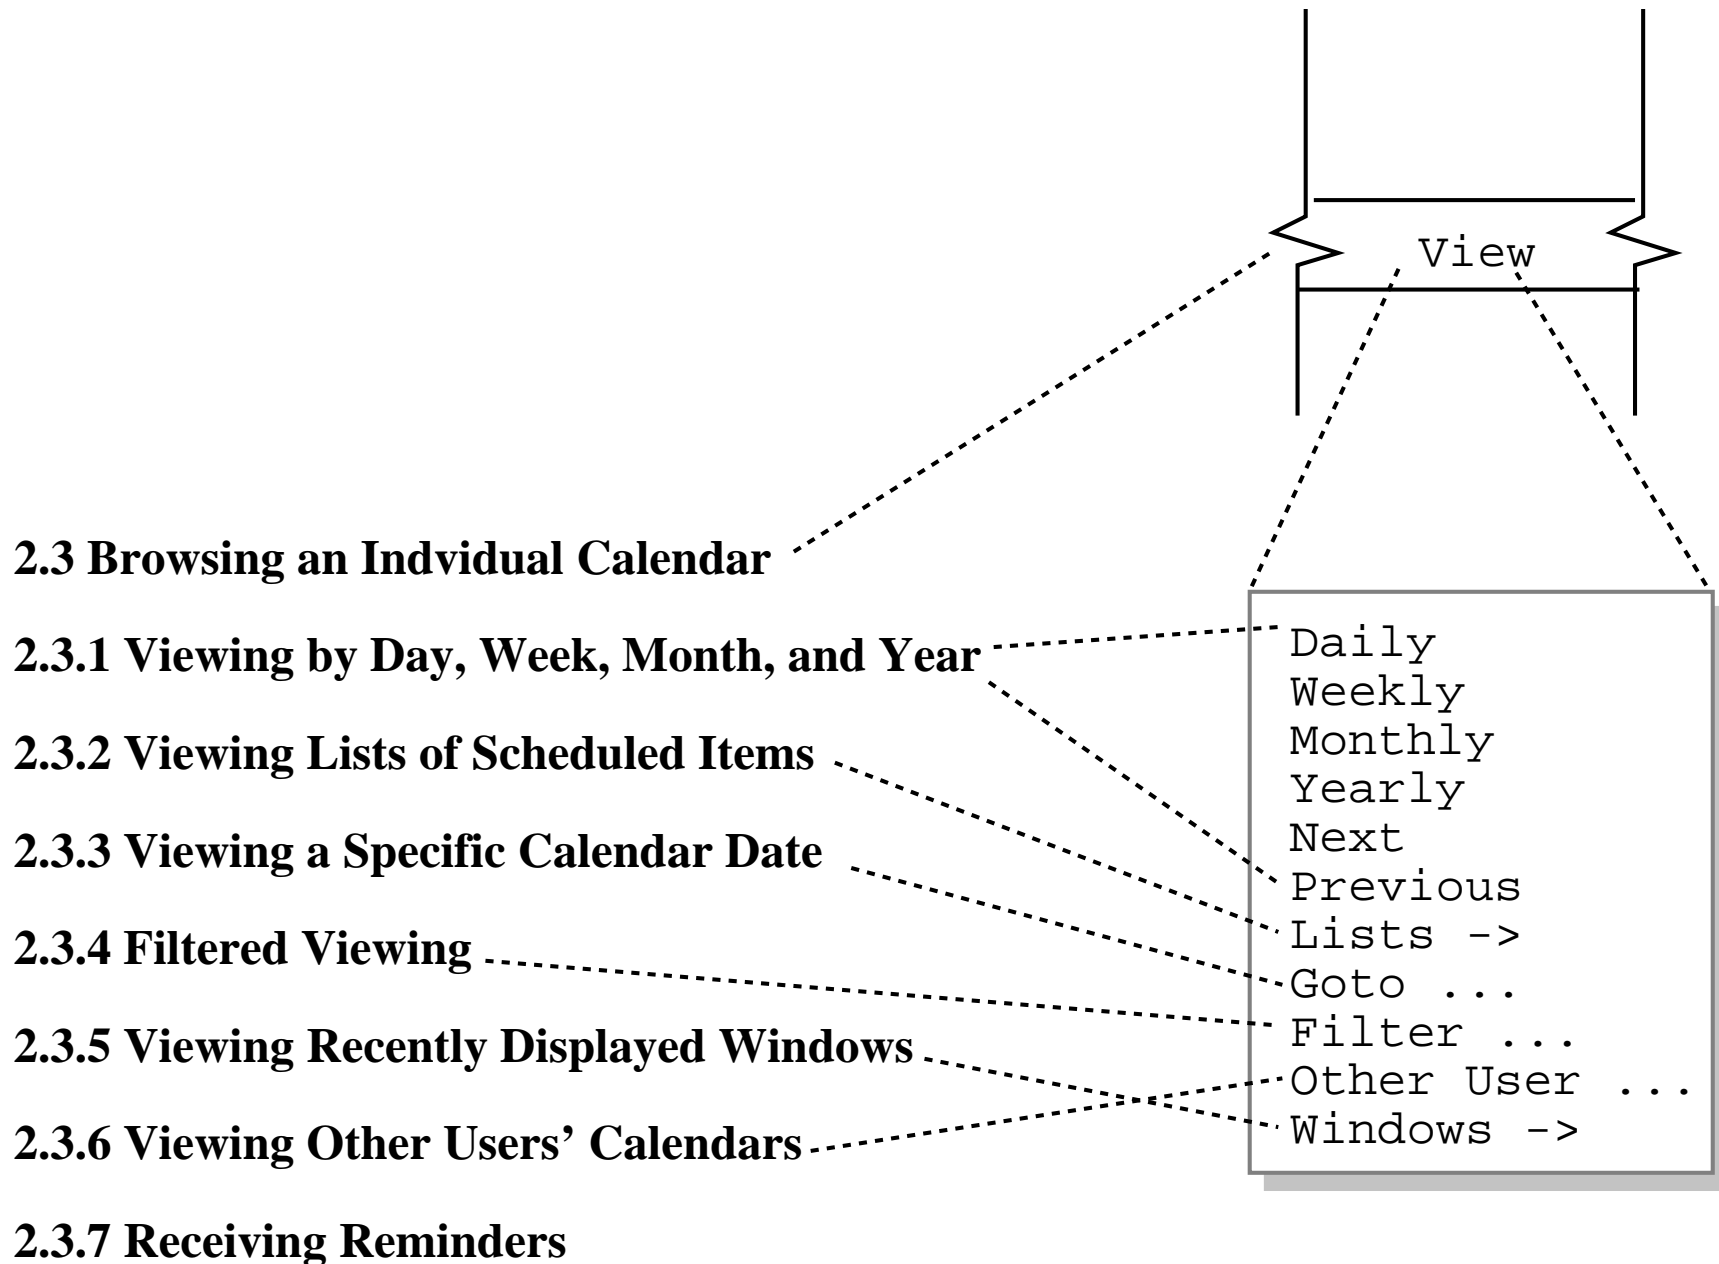 View
2.3 Browsing an Indvidual Calendar
2.3.1 Viewing by Day, Week, Month, and Year
2.3.2 Viewing Lists of Scheduled Items
2.3.3 Viewing a Specific Calendar Date
2.3.4 Filtered Viewing
2.3.5 Viewing Recently Displayed Windows
2.3.6 Viewing Other Users’ Calendars
2.3.7 Receiving Reminders
Daily
Weekly
Monthly
Yearly
Next
Previous
Lists ->
Goto ...
Filter ...
Other User ...
Windows ->